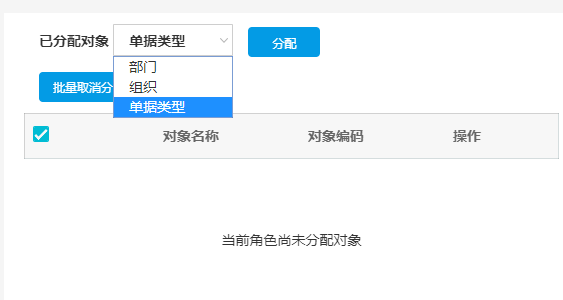 已分配对象 单据类型 分配
部门
组织
单据类型
批量取消分
对象名称 对象编码 操作
当前角色尚未分配对象